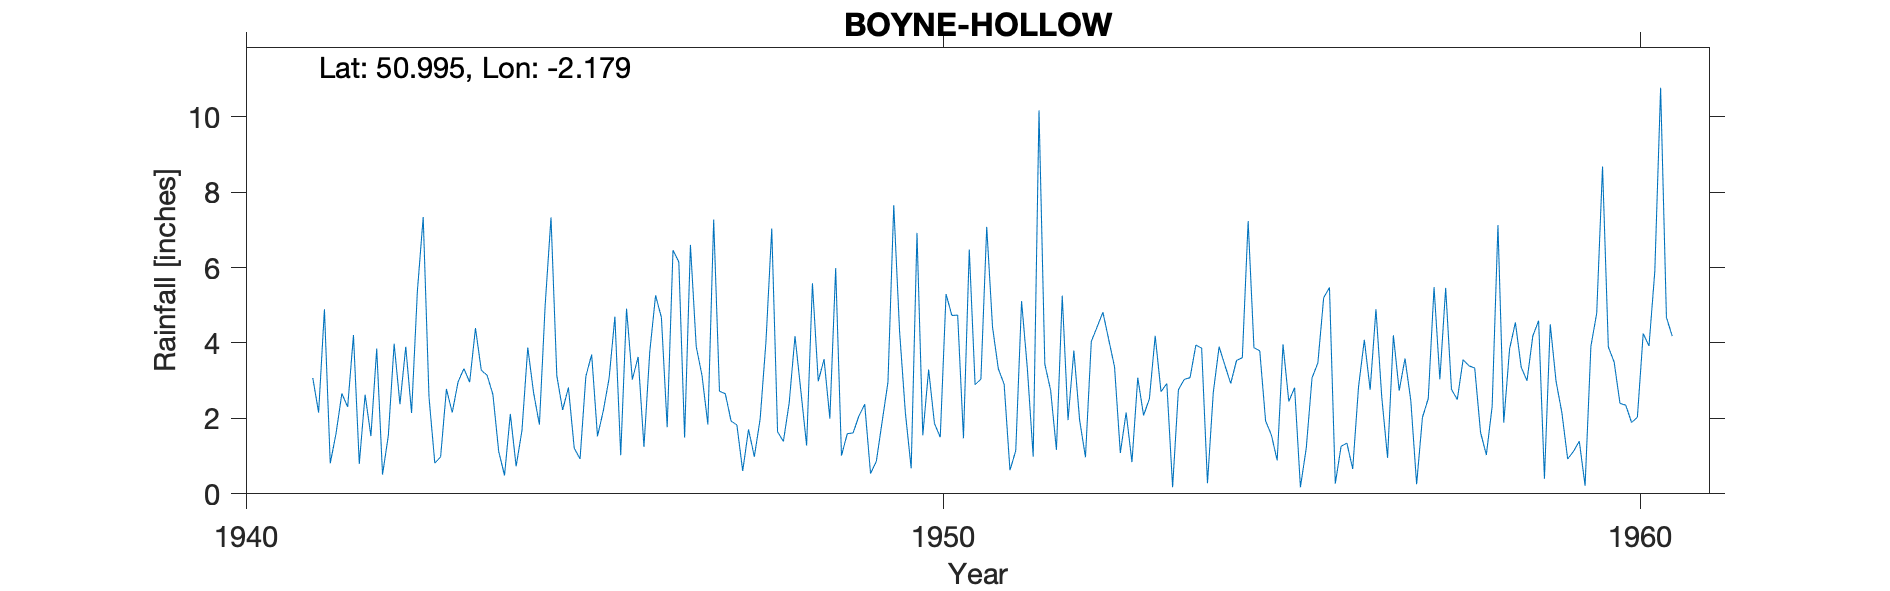 BOYNE-HOLLOW
Lat: 50.995, Lon: -2.179
10
8
6
4
2
0
Rainfall [inches]
1940 1950 1960
Year